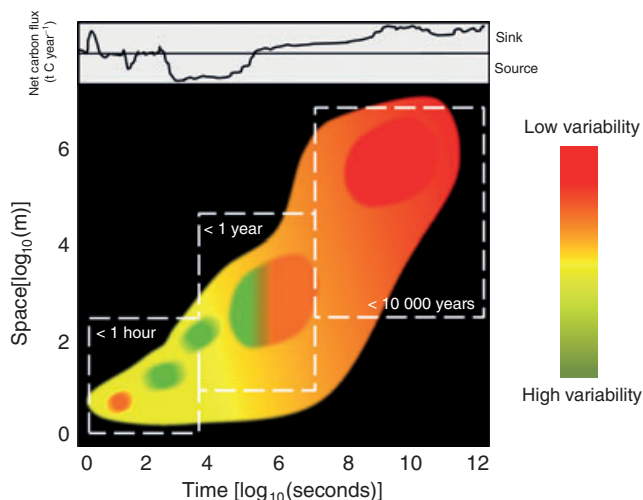 Net carbon flux
(t C year⁻¹)
Sink
Source
Low variability
High variability
Space[log₁₀(m)]
6
4
2
0
< 1 hour
< 1 year
< 10 000 years
0 2 4 6 8 10 12
Time [log₁₀(seconds)]